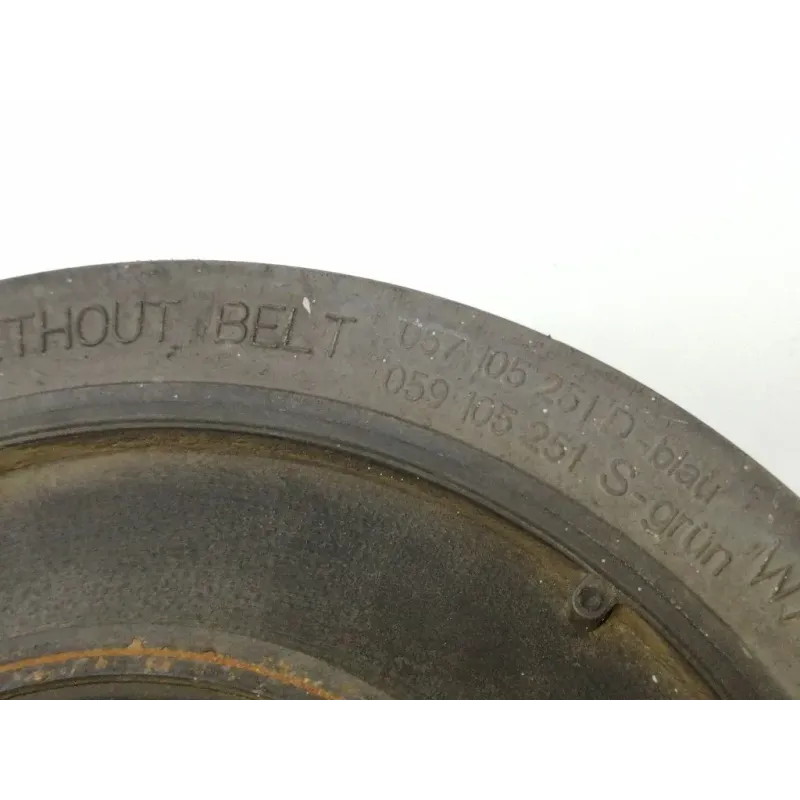 ITHOUT BELT
057 105 251 D-blau
059 105 251 S-grün